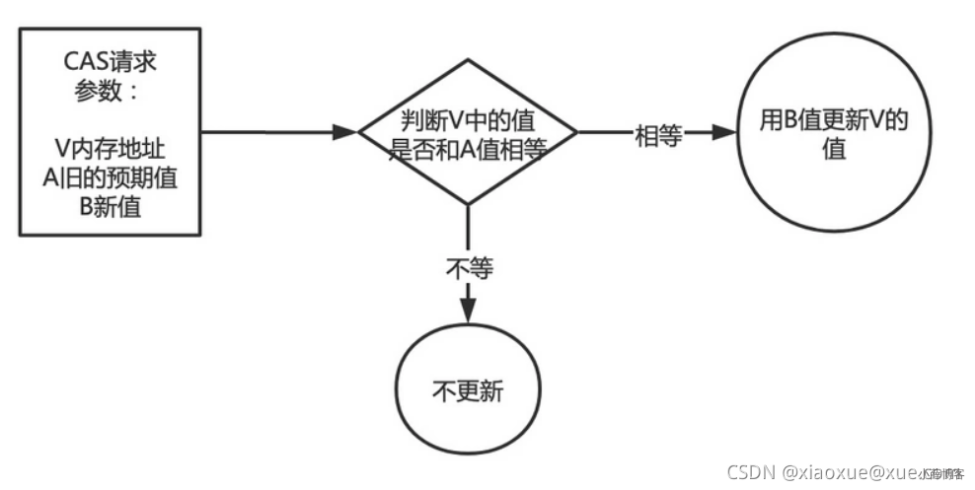 CAS请求
参数：
V内存地址
A旧的预期值
B新值
判断V中的值
是否和A值相等
相等
用B值更新V的
值
不等
不更新
CSDN @xiaoxue@xue